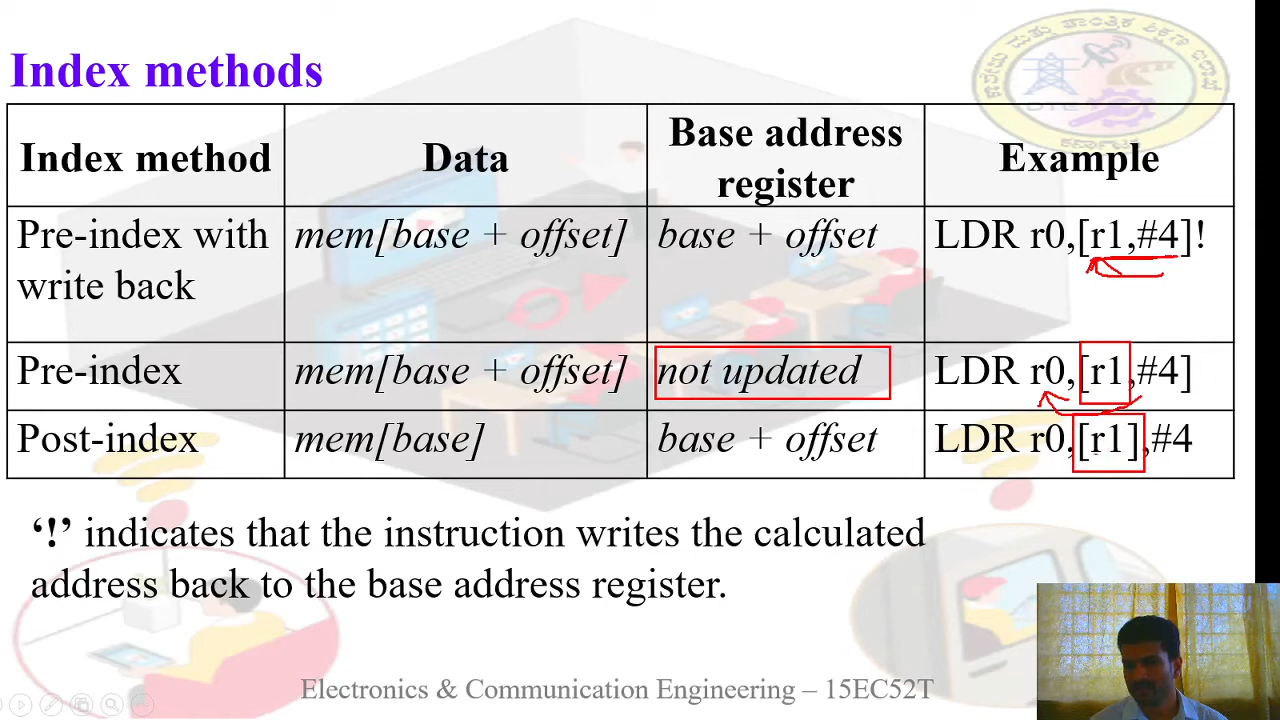 Index methods
Index method
Data
Base address
register
Example
Pre-index with
write back
mem[base + offset]
base + offset
LDR r0,[r1,#4]!
Pre-index
mem[base + offset]
not updated
LDR r0,[r1,#4]
Post-index
mem[base]
base + offset
LDR r0,[r1],#4
‘!’ indicates that the instruction writes the calculated
address back to the base address register.
Electronics & Communication Engineering – 15EC52T